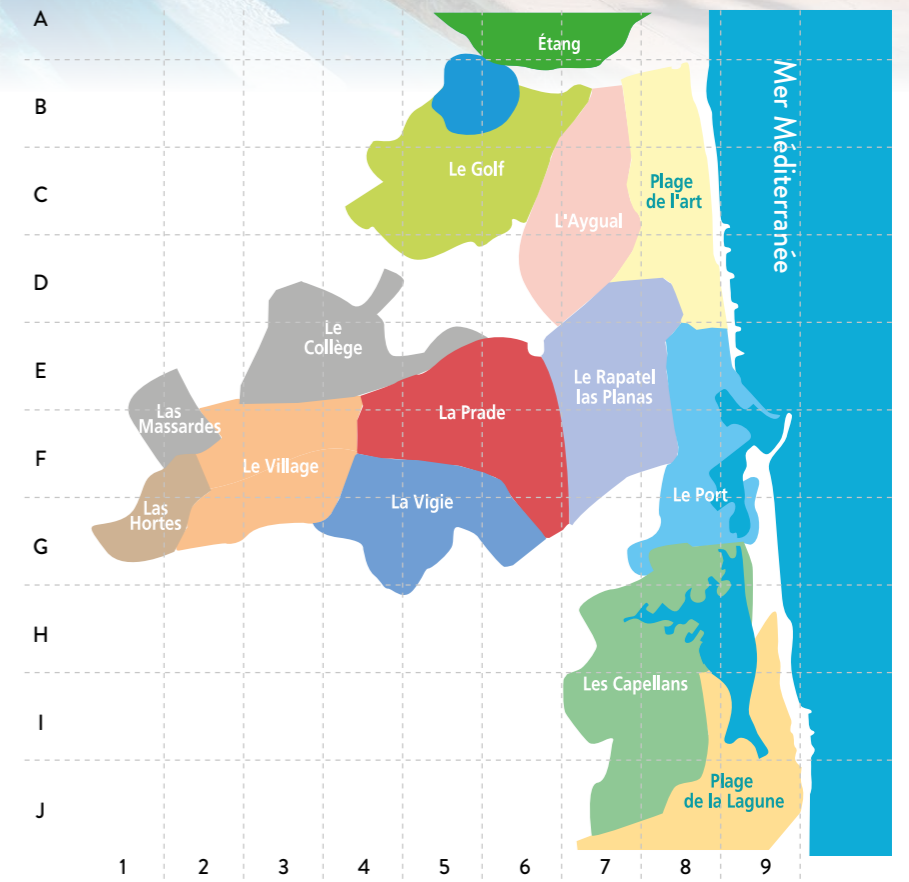 A
Étang
B
Mer Méditerranée
Le Golf
C
Plage
de l'art
L'Aygual
D
Le
Collège
E
Le Rapatel
las Planas
Las
Massardes
La Prade
F
Le Village
La Vigie
Le Port
Las
Hortes
G
H
Les Capellans
I
Plage
de la Lagune
J
1 2 3 4 5 6 7 8 9